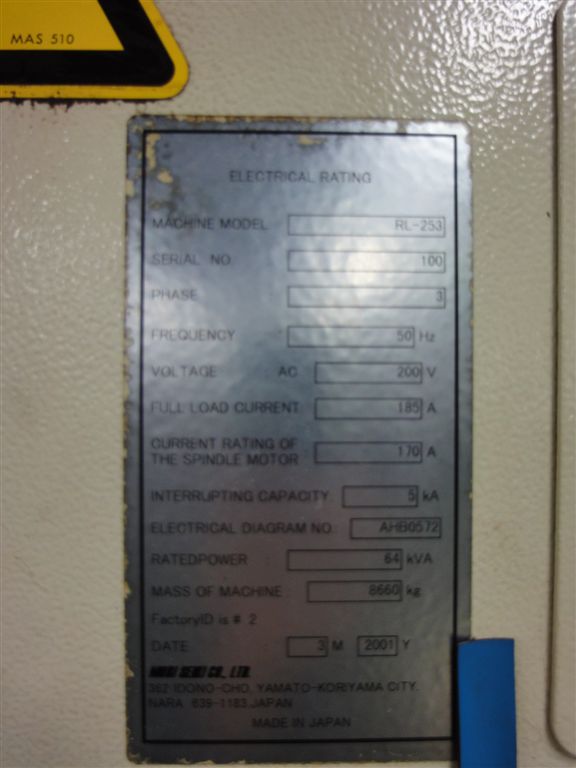 MAS 510
ELECTRICAL RATING
MACHINE MODEL RL-253
SERIAL NO. 100
PHASE 3
FREQUENCY 50 Hz
VOLTAGE : AC 200 V
FULL LOAD CURRENT : 185 A
CURRENT RATING OF
THE SPINDLE MOTOR : 170 A
INTERRUPTING CAPACITY: 5 kA
ELECTRICAL DIAGRAM NO.: AHB0572
RATEDPOWER : 64 kVA
MASS OF MACHINE : 8660 kg
FactoryID is # 2
DATE 3 M 2001 Y
MORI SEIKI CO., LTD.
362 IDONO-CHO, YAMATO-KORIYAMA CITY,
NARA 639-1183,JAPAN
MADE IN JAPAN